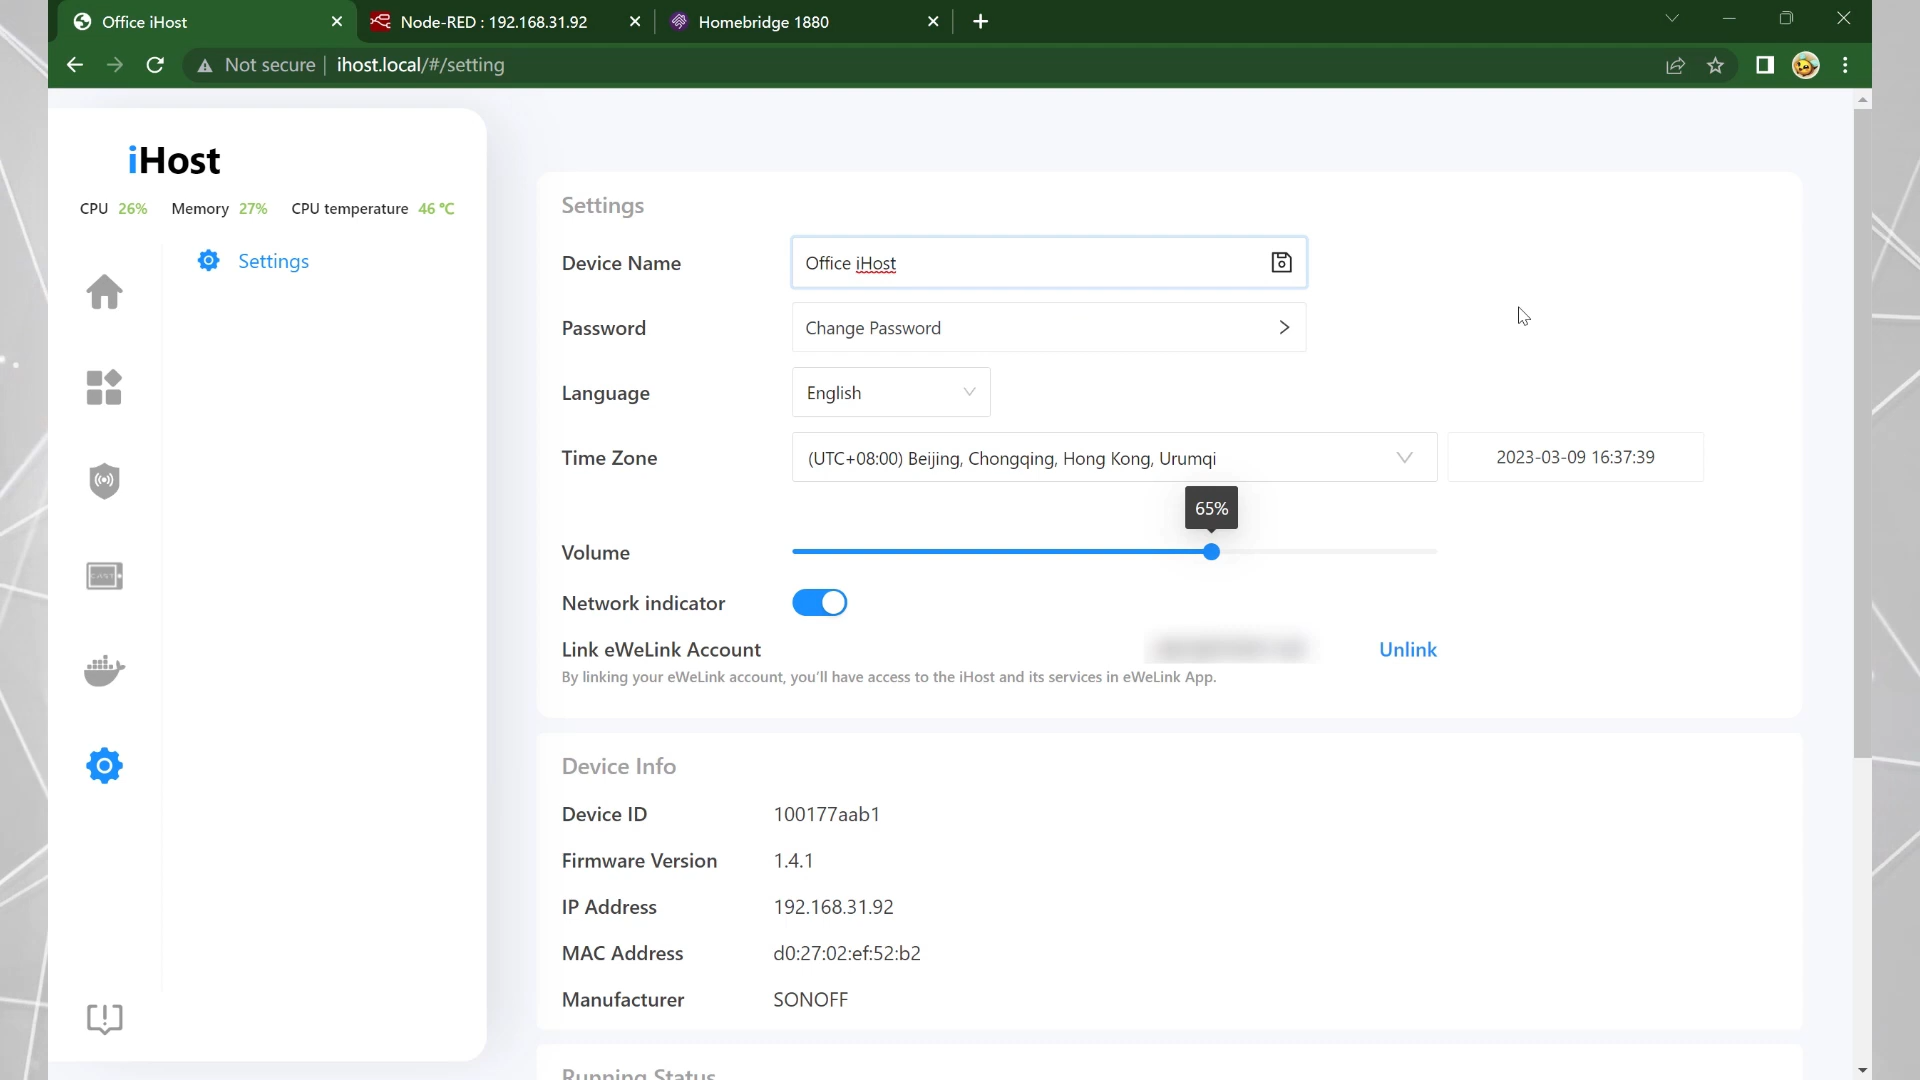 Office iHost
Node-RED : 192.168.31.92
Homebridge 1880
Not secure
ihost.local/#/setting
iHost
CPU 26% Memory 27% CPU temperature 46 °C
Settings
CAST
Settings
Device Name
Office iHost
Password
Change Password
Language
English
Time Zone
(UTC+08:00) Beijing, Chongqing, Hong Kong, Urumqi
2023-03-09 16:37:39
65%
Volume
Network indicator
Link eWeLink Account
Unlink
By linking your eWeLink account, you'll have access to the iHost and its services in eWeLink App.
Device Info
Device ID 100177aab1
Firmware Version 1.4.1
IP Address 192.168.31.92
MAC Address d0:27:02:ef:52:b2
Manufacturer SONOFF
Running Status